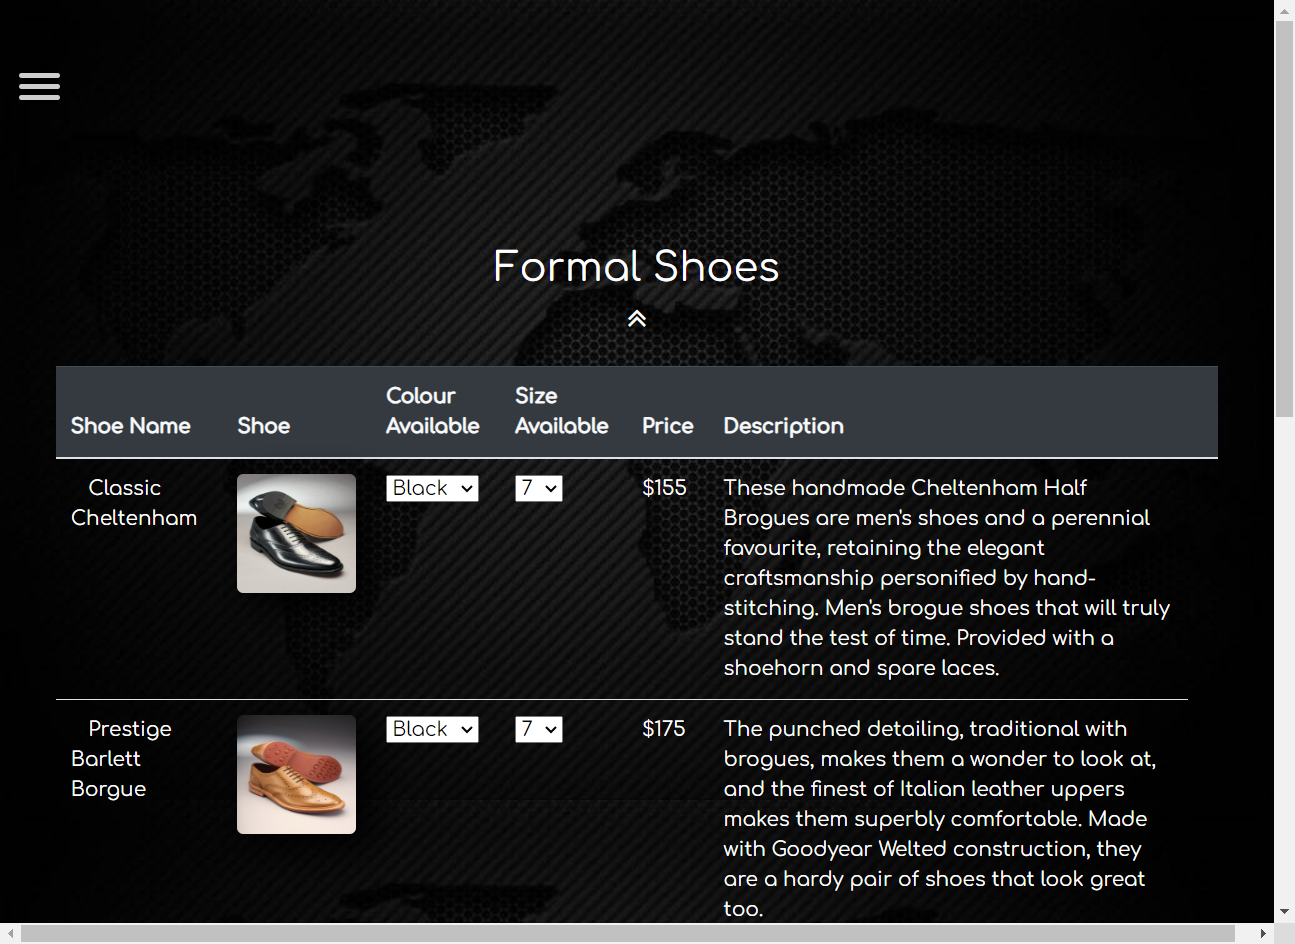 Formal Shoes
Shoe Name
Shoe
Colour
Available
Size
Available
Price
Description
Classic
Cheltenham
Black
7
$155
These handmade Cheltenham Half
Brogues are men's shoes and a perennial
favourite, retaining the elegant
craftsmanship personified by hand-
stitching. Men's brogue shoes that will truly
stand the test of time. Provided with a
shoehorn and spare laces.
Prestige
Barlett
Borgue
Black
7
$175
The punched detailing, traditional with
brogues, makes them a wonder to look at,
and the finest of Italian leather uppers
makes them superbly comfortable. Made
with Goodyear Welted construction, they
are a hardy pair of shoes that look great
too.